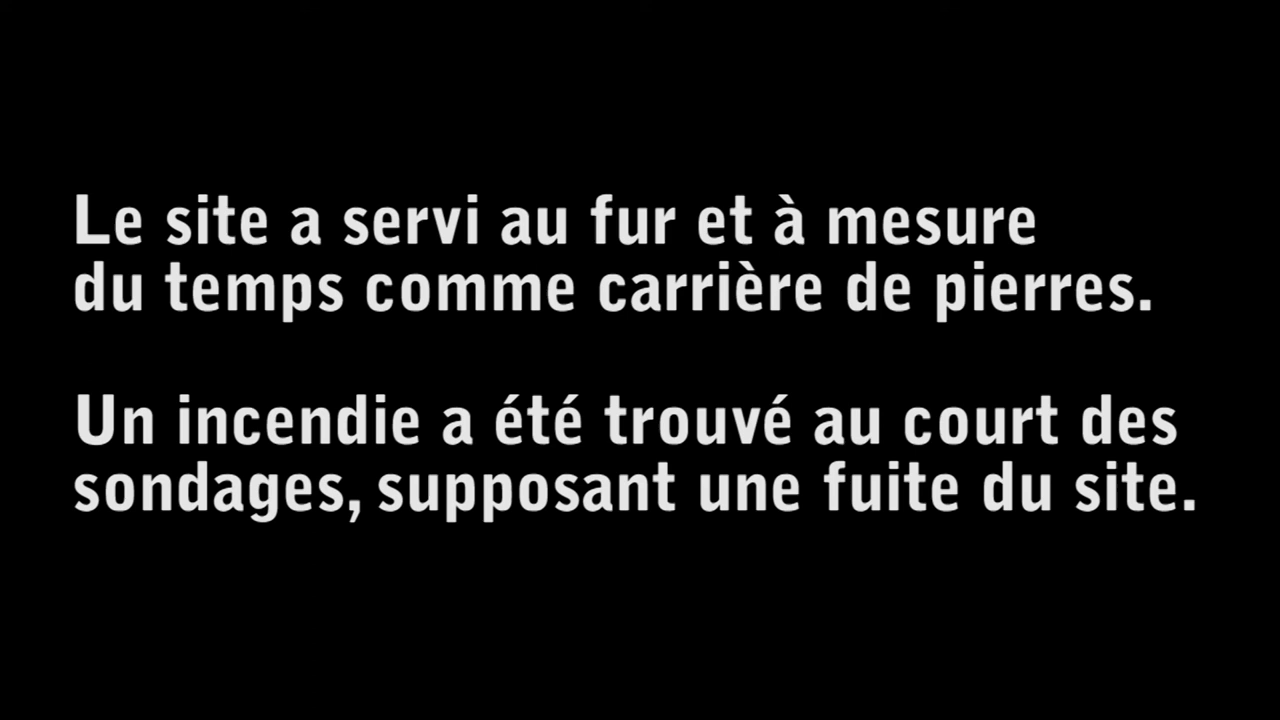 Le site a servi au fur et à mesure
du temps comme carrière de pierres.
Un incendie a été trouvé au court des
sondages, supposant une fuite du site.